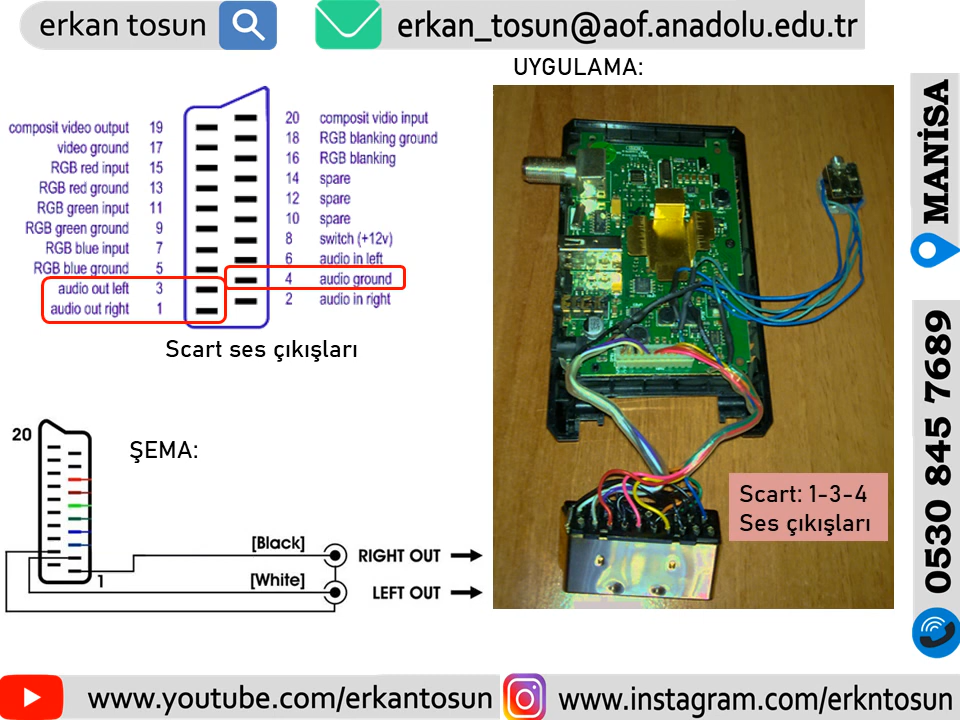 erkan tosun
erkan_tosun@aof.anadolu.edu.tr
UYGULAMA:
composit video output 19
video ground 17
RGB red input 15
RGB red ground 13
RGB green input 11
RGB green ground 9
RGB blue input 7
RGB blue ground 5
audio out left 3
audio out right 1
20 composit vidio input
18 RGB blanking ground
16 RGB blanking
14 spare
12 spare
10 spare
8 switch (+12v)
6 audio in left
4 audio ground
2 audio in right
Scart ses çıkışları
20
ŞEMA:
[Black]
RIGHT OUT
[White]
LEFT OUT
1
Scart: 1-3-4
Ses çıkışları
MANİSA
0530 845 7689
www.youtube.com/erkantosun
www.instagram.com/erkntosun